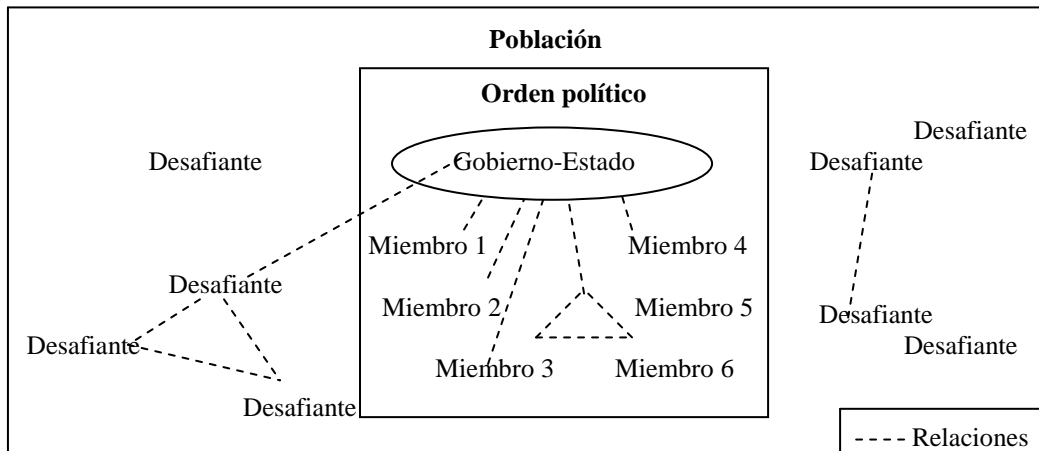 Población
Orden político
Desafiante
Desafiante
Gobierno-Estado
Desafiante
Miembro 1
Miembro 4
Desafiante
Miembro 2
Miembro 5
Desafiante
Desafiante
Desafiante
Miembro 3
Miembro 6
Desafiante
Relaciones